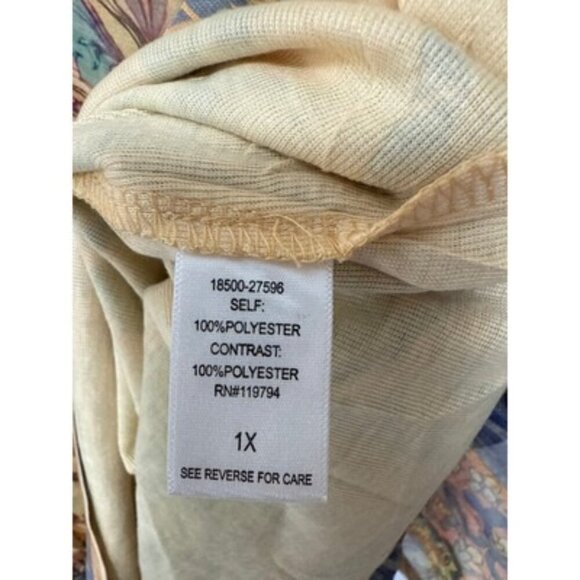 18500-27596
SELF:
100%POLYESTER
CONTRAST:
100%POLYESTER
RN#119794
1X
SEE REVERSE FOR CARE